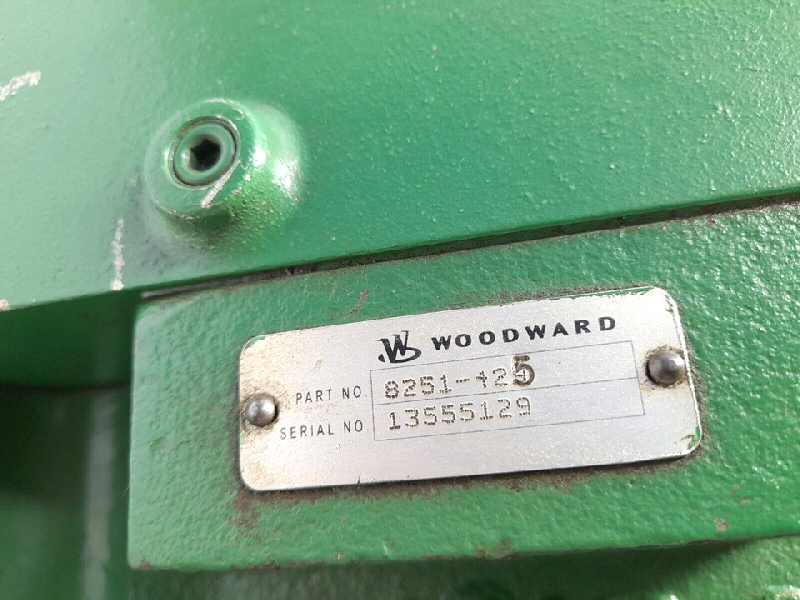 WOODWARD
PART NO. 8251-425
SERIAL NO. 13555129